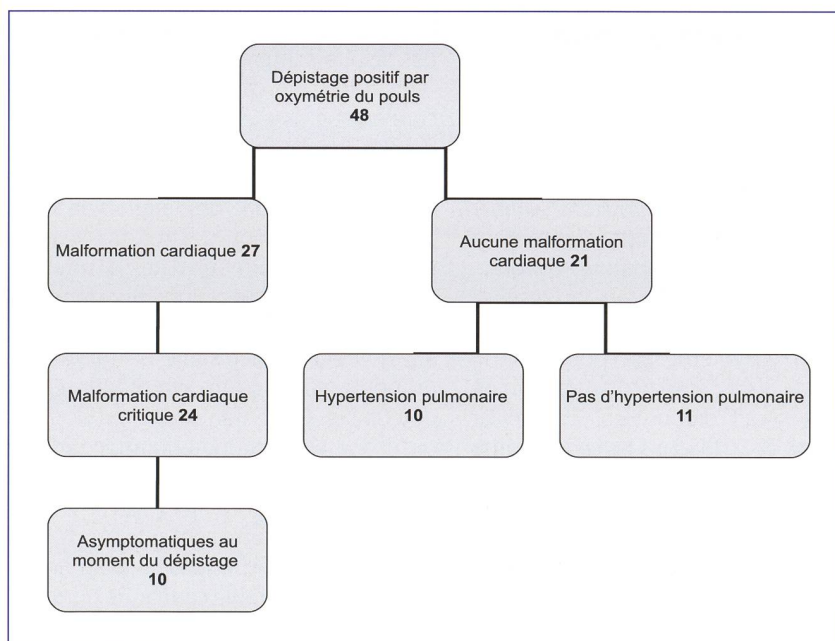 Dépistage positif par
oxymétrie du pouls
48
Malformation cardiaque 27
Aucune malformation
cardiaque 21
Malformation cardiaque
critique 24
Hypertension pulmonaire
10
Pas d'hypertension pulmonaire
11
Asymptomatiques au
moment du dépistage
10